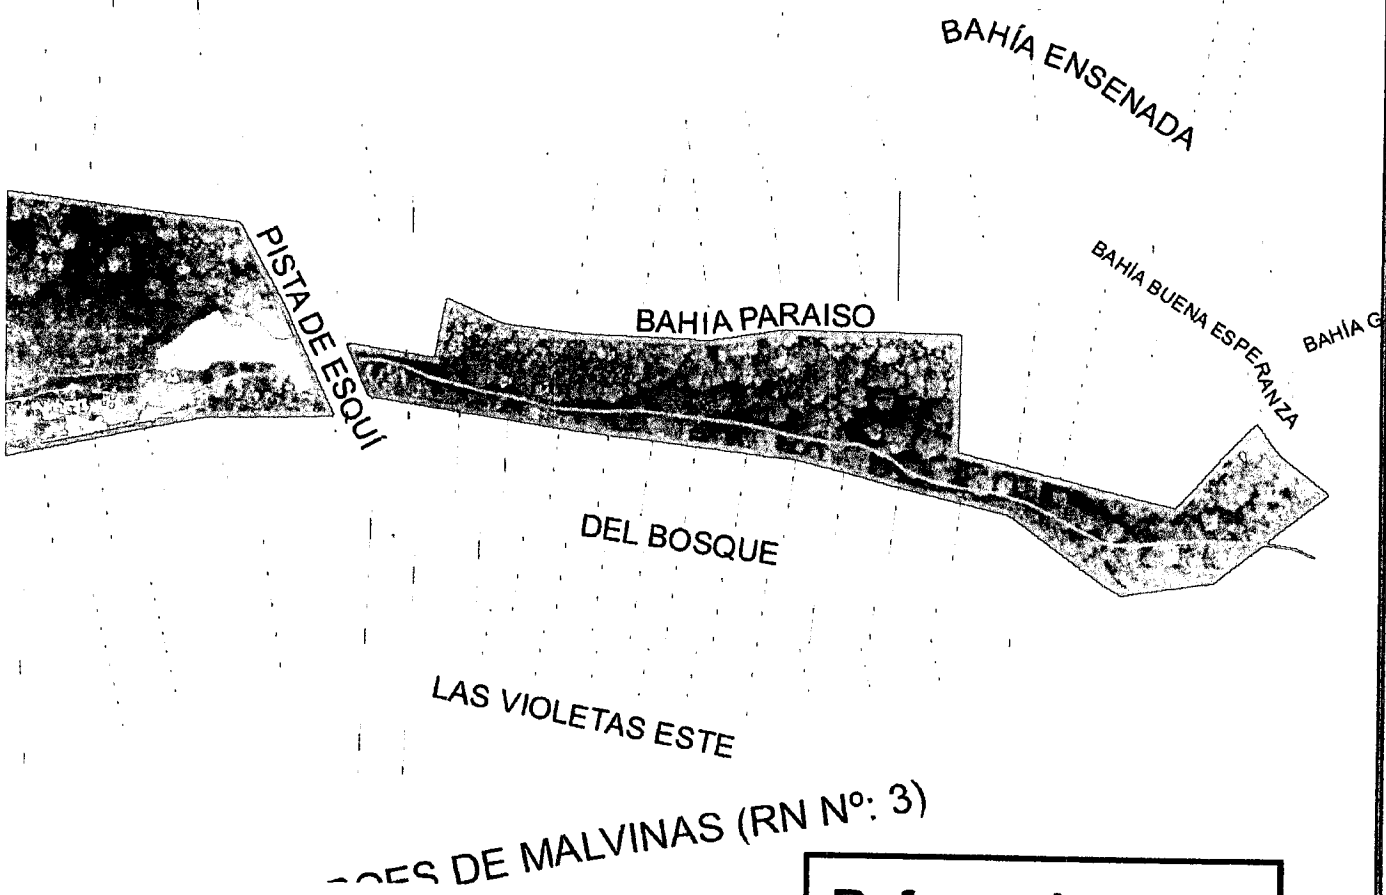 BAHÍA ENSENADA
PISTA DE ESQUÍ
BAHÍA PARAISO
BAHÍA BUENA ESPERANZA
BAHÍA G
DEL BOSQUE
LAS VIOLETAS ESTE
DE MALVINAS (RN Nº: 3)